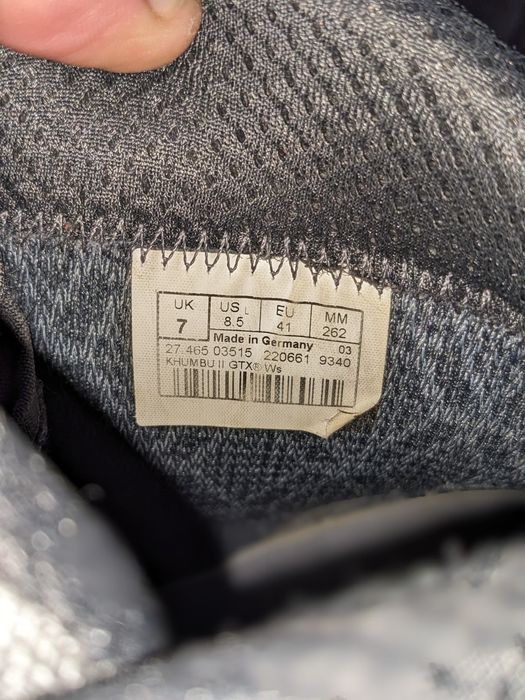 UK US L EU MM
7 8.5 41 262
Made in Germany 03
27.465 03515 220661 9340
KHUMBU II GTX® Ws